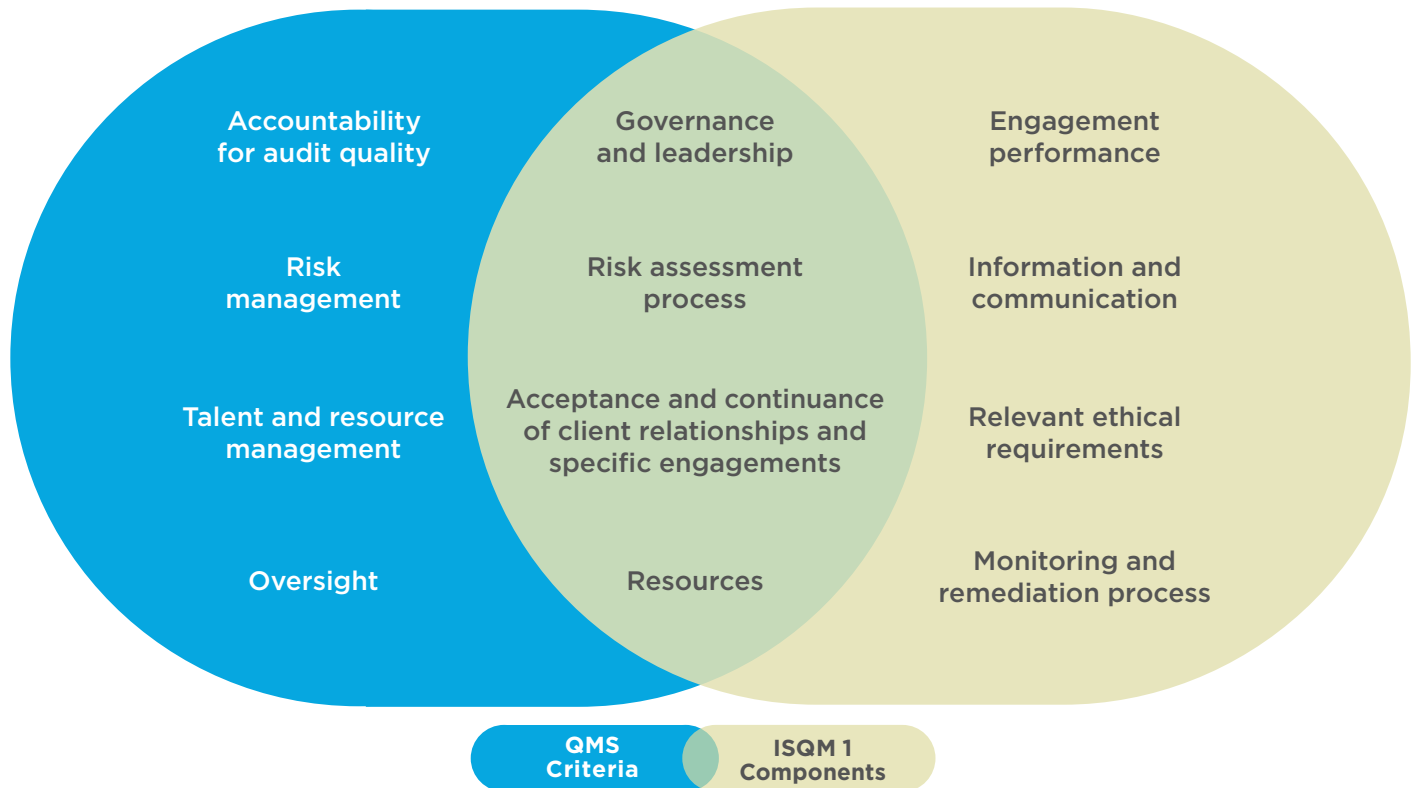 Accountability
for audit quality
Risk
management
Talent and resource
management
Oversight
Governance
and leadership
Risk assessment
process
Acceptance and continuance
of client relationships and
specific engagements
Resources
Engagement
performance
Information and
communication
Relevant ethical
requirements
Monitoring and
remediation process
QMS
Criteria
ISQM 1
Components